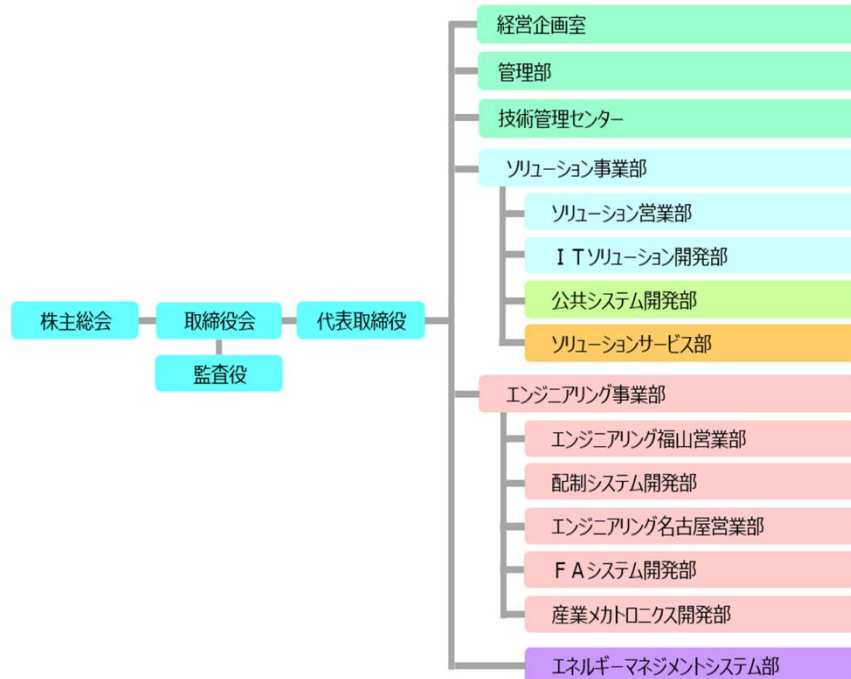 経営企画室
管理部
技術管理センター
ソリューション事業部
ソリューション営業部
ＩＴソリューション開発部
公共システム開発部
ソリューションサービス部
株主総会
取締役会
代表取締役
監査役
エンジニアリング事業部
エンジニアリング福山営業部
配制システム開発部
エンジニアリング名古屋営業部
ＦＡシステム開発部
産業メカトロニクス開発部
エネルギーマネジメントシステム部